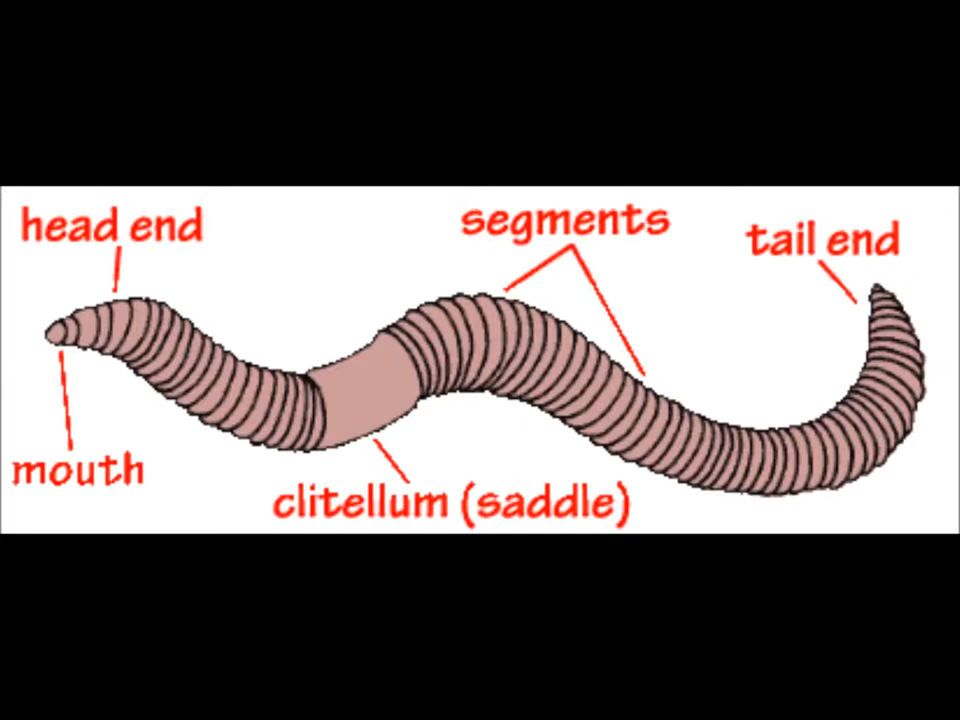 head end
segments
tail end
mouth
clitellum (saddle)